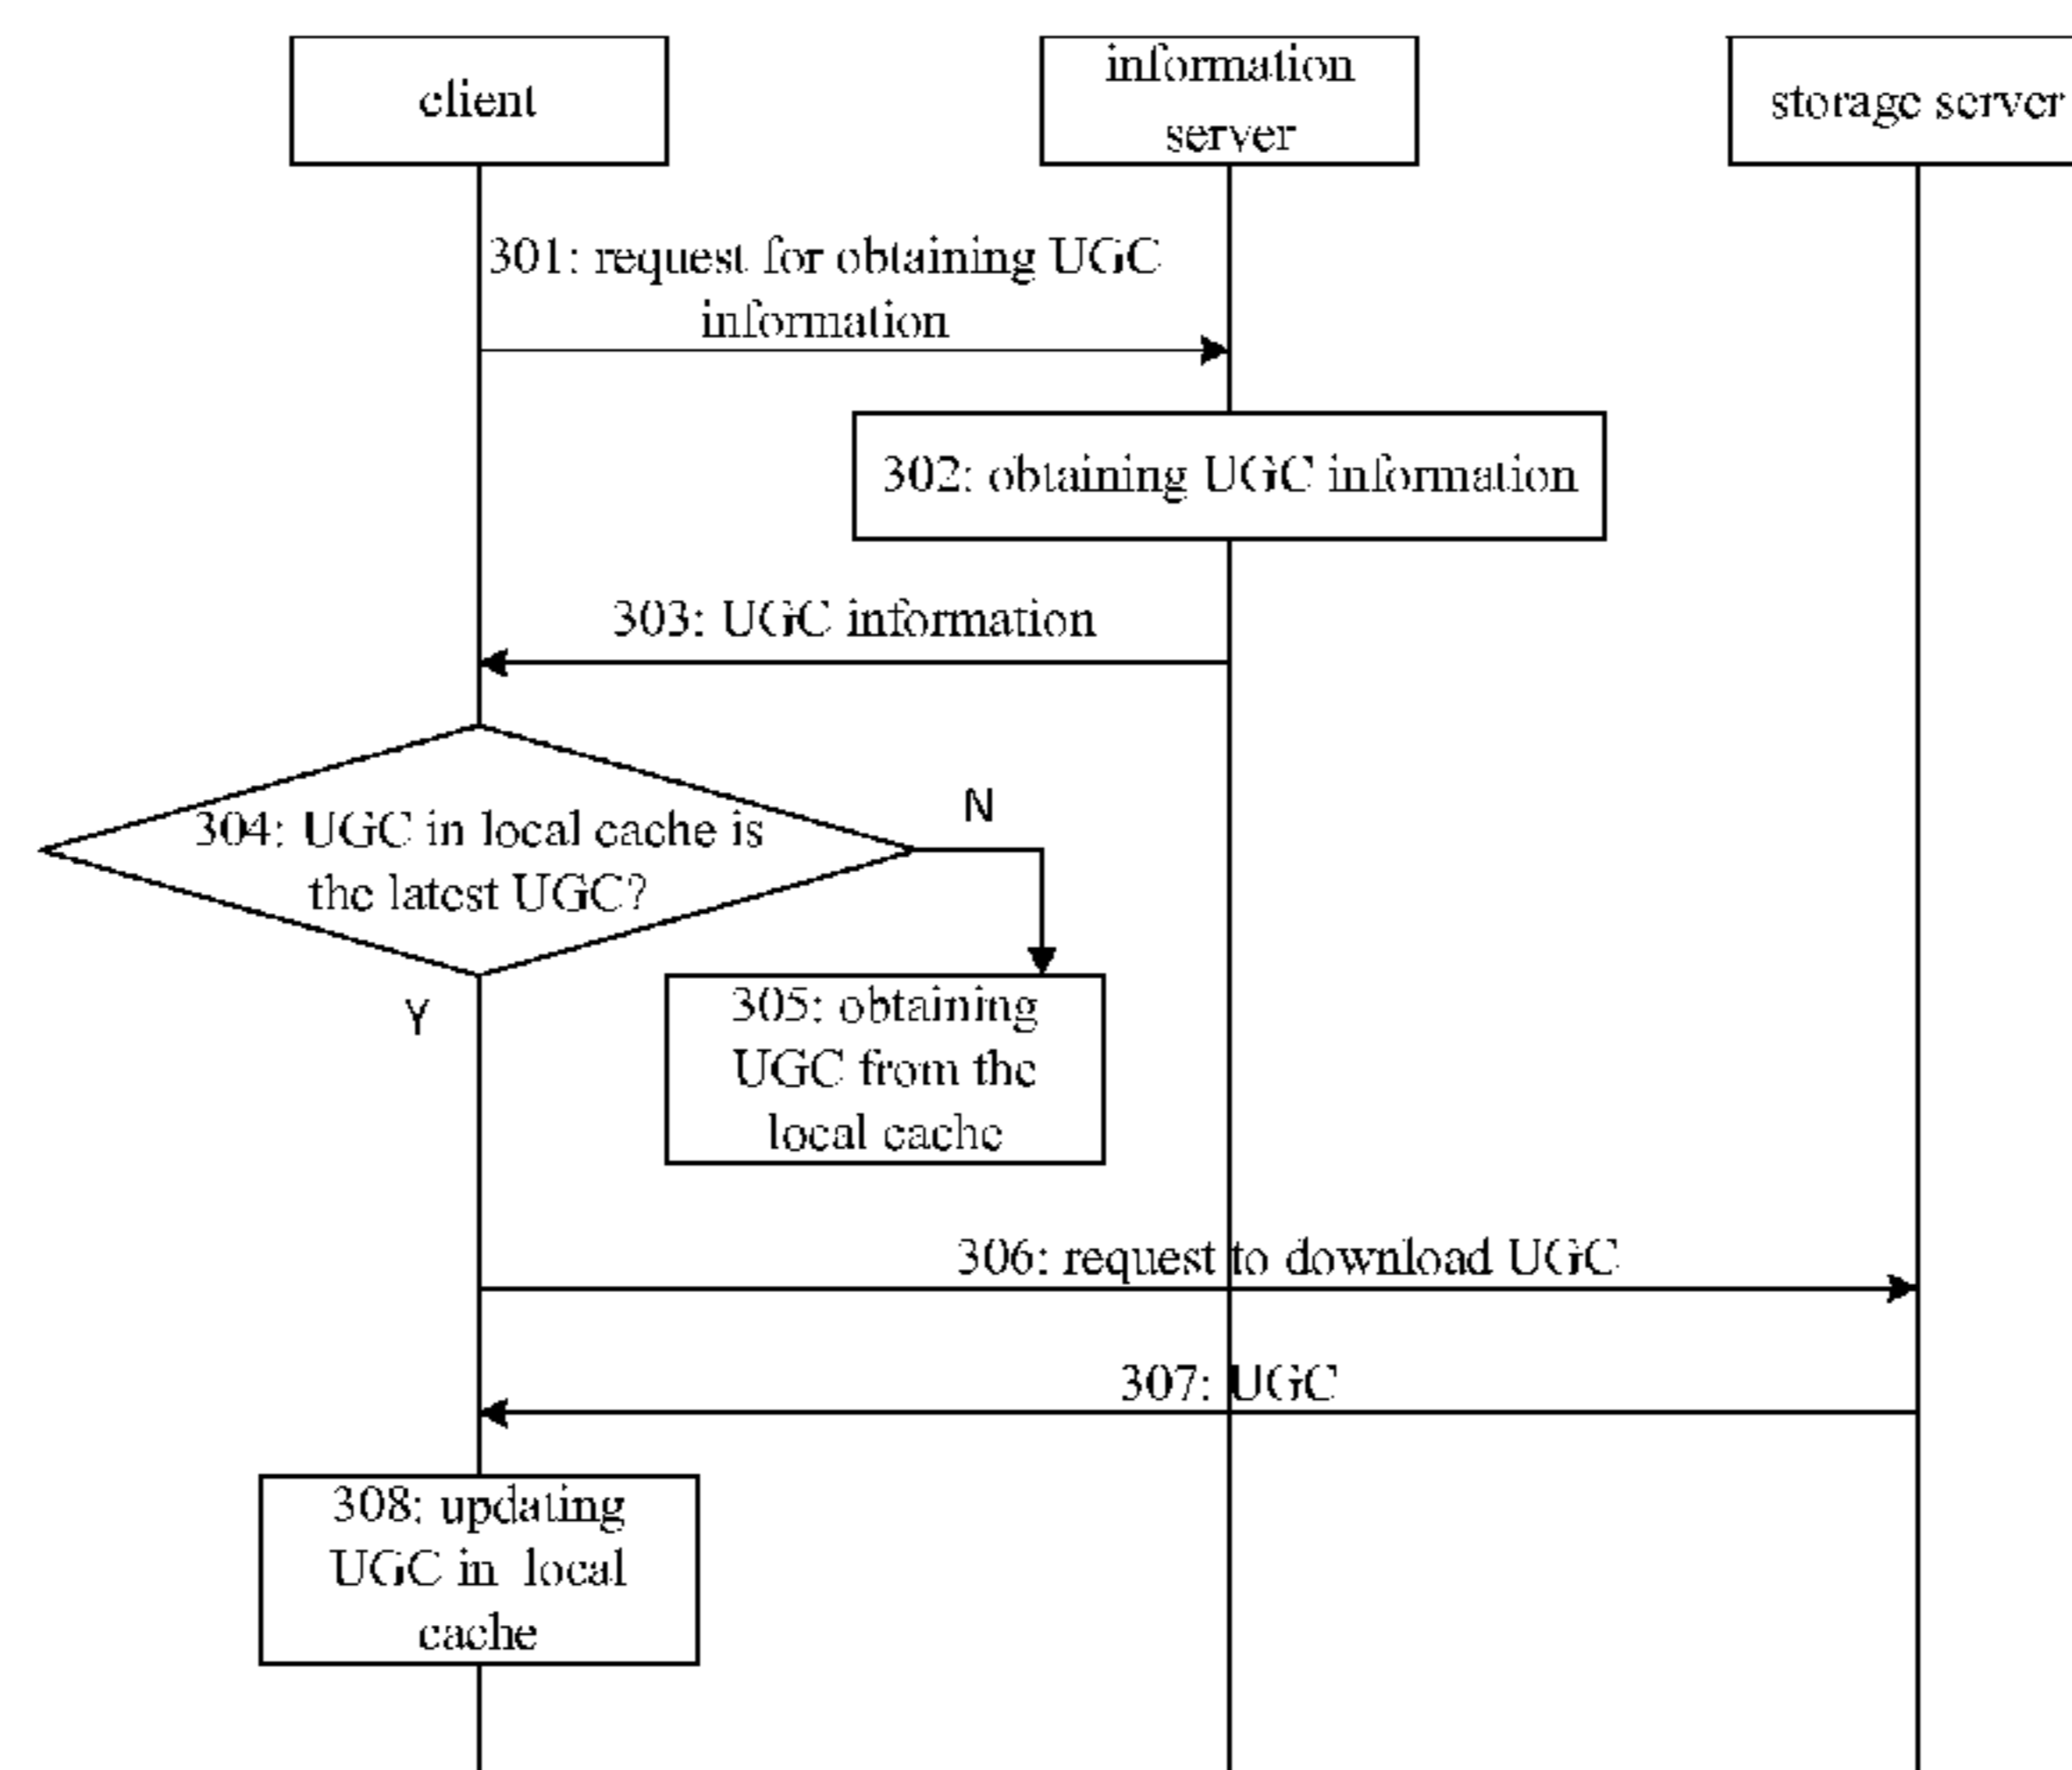 client
information
server
storage server
301: request for obtaining UGC
information
302: obtaining UGC information
303: UGC information
304: UGC in local cache is
the latest UGC?
N
Y
305: obtaining
UGC from the
local cache
306: request to download UGC
307: UGC
308: updating
UGC in local
cache